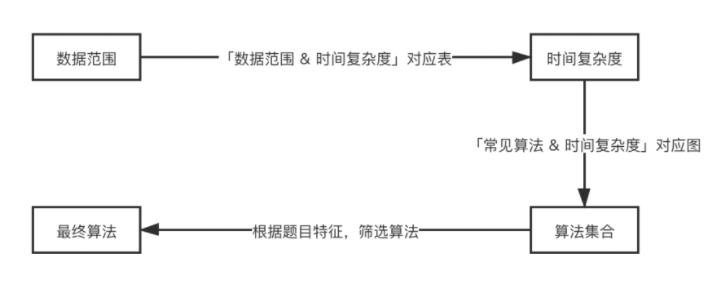 数据范围
「数据范围 & 时间复杂度」对应表
时间复杂度
「常见算法 & 时间复杂度」对应图
最终算法
根据题目特征，筛选算法
算法集合